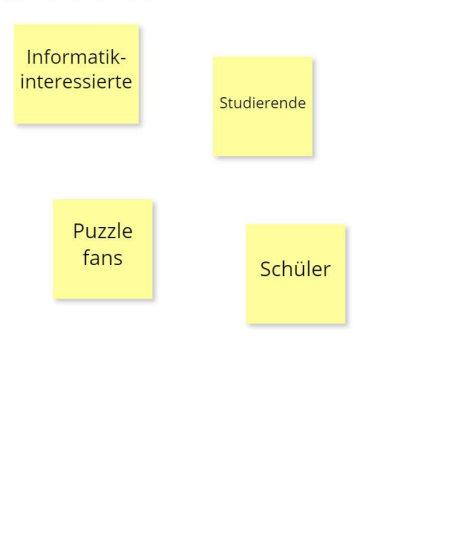 Informatik-
interessierte
Studierende
Puzzle
fans
Schüler